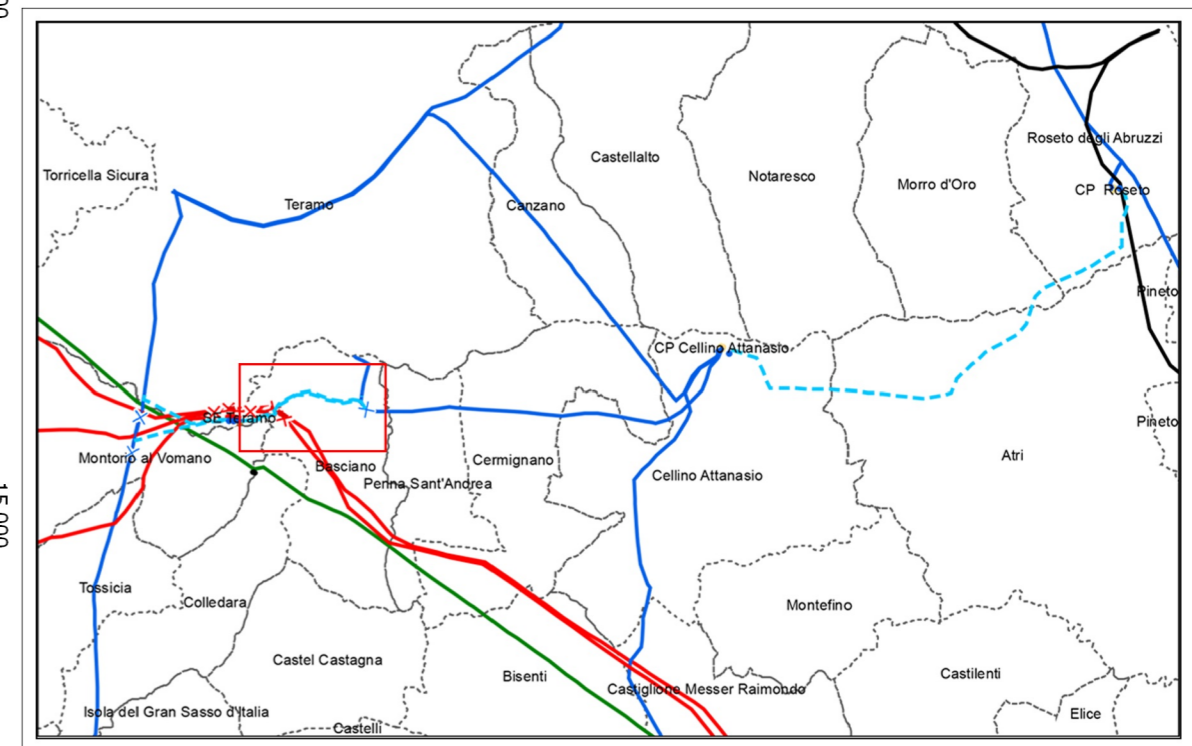 Roseto degli Abruzzi
Castellalto
Torricella Sicura
Notaresco
Morro d'Oro
CP Roseto
Teramo
Canzano
Pineto
CP Cellino Attanasio
SE Teramo
Pineto
Montorio al Vomano
Basciano
Cermignano
Atri
Penna Sant'Andrea
Cellino Attanasio
15.000
Tossicia
Colledara
Montefino
Castel Castagna
Bisenti
Castilenti
Castiglione Messer Raimondo
Isola del Gran Sasso d'Italia
Elice
Castelli